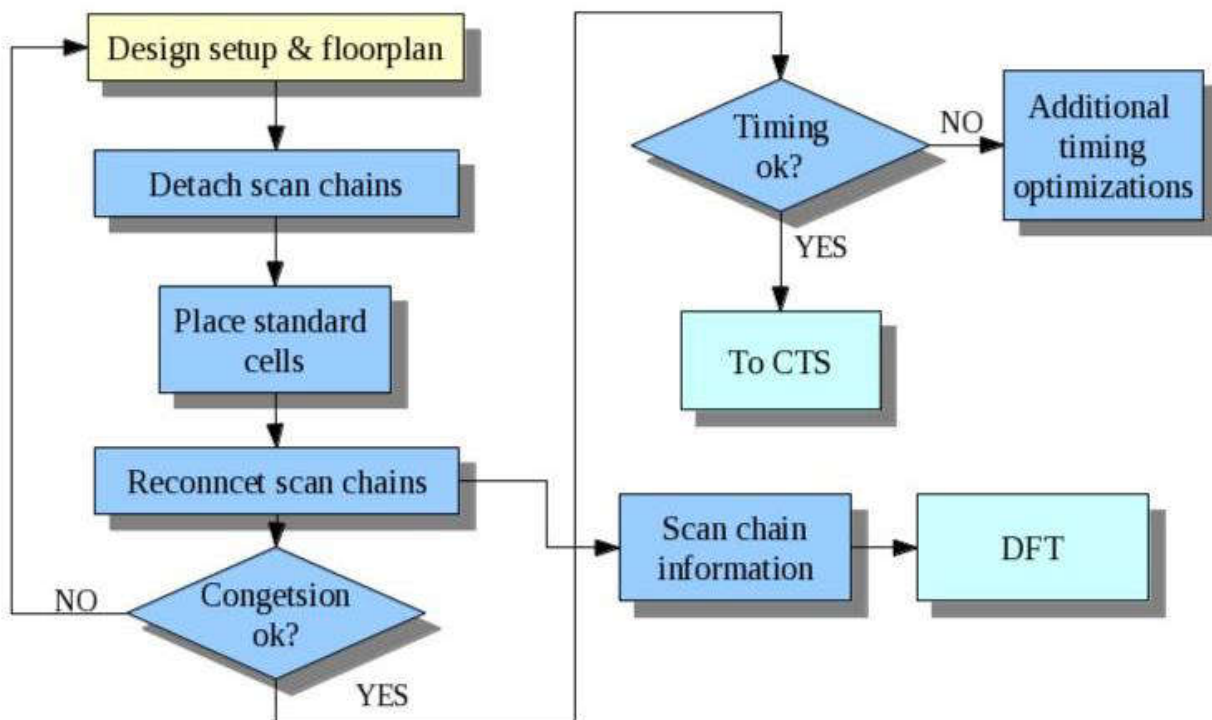 Design setup & floorplan
Detach scan chains
Place standard
cells
Reconncet scan chains
Congetsion
ok?
NO
YES
Timing
ok?
NO
YES
Additional
timing
optimizations
To CTS
Scan chain
information
DFT